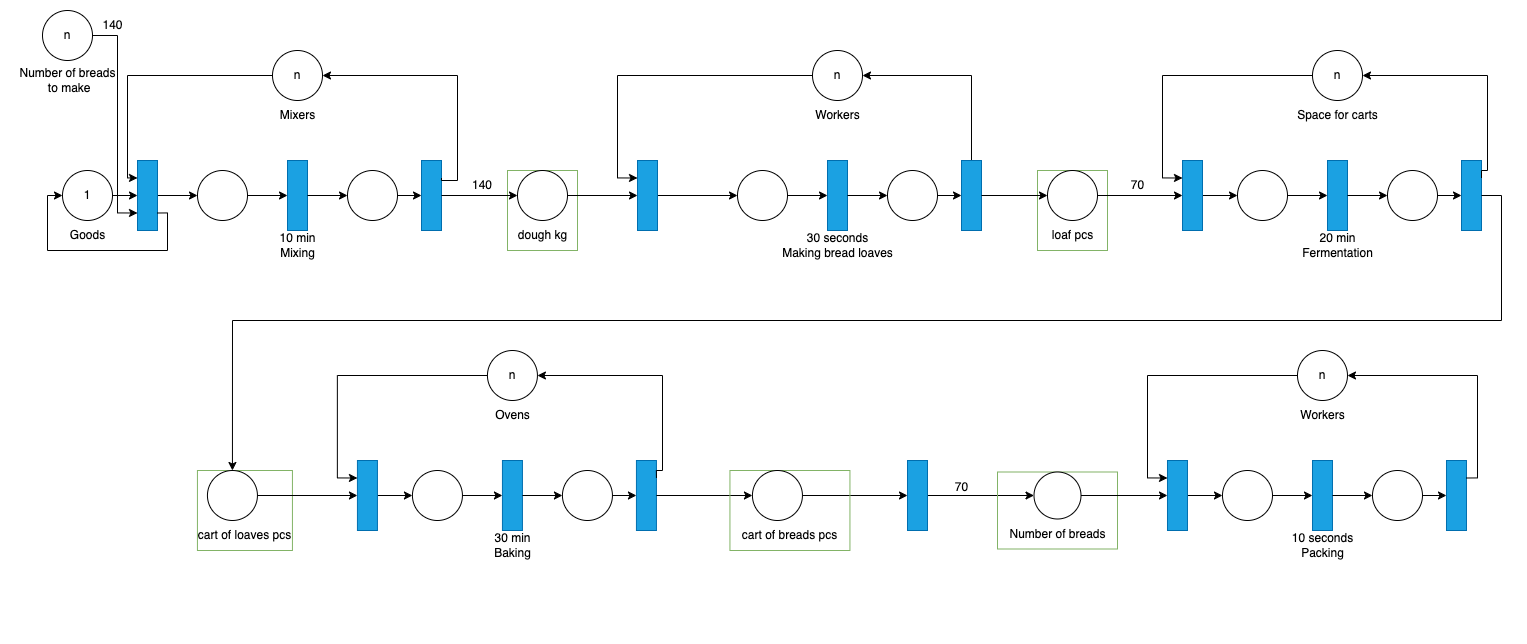 140
n
Number of breads
to make
n
Mixers
n
Workers
n
Space for carts
1
Goods
10 min
Mixing
140
dough kg
30 seconds
Making bread loaves
loaf pcs
70
20 min
Fermentation
n
Ovens
n
Workers
cart of loaves pcs
30 min
Baking
cart of breads pcs
70
Number of breads
10 seconds
Packing